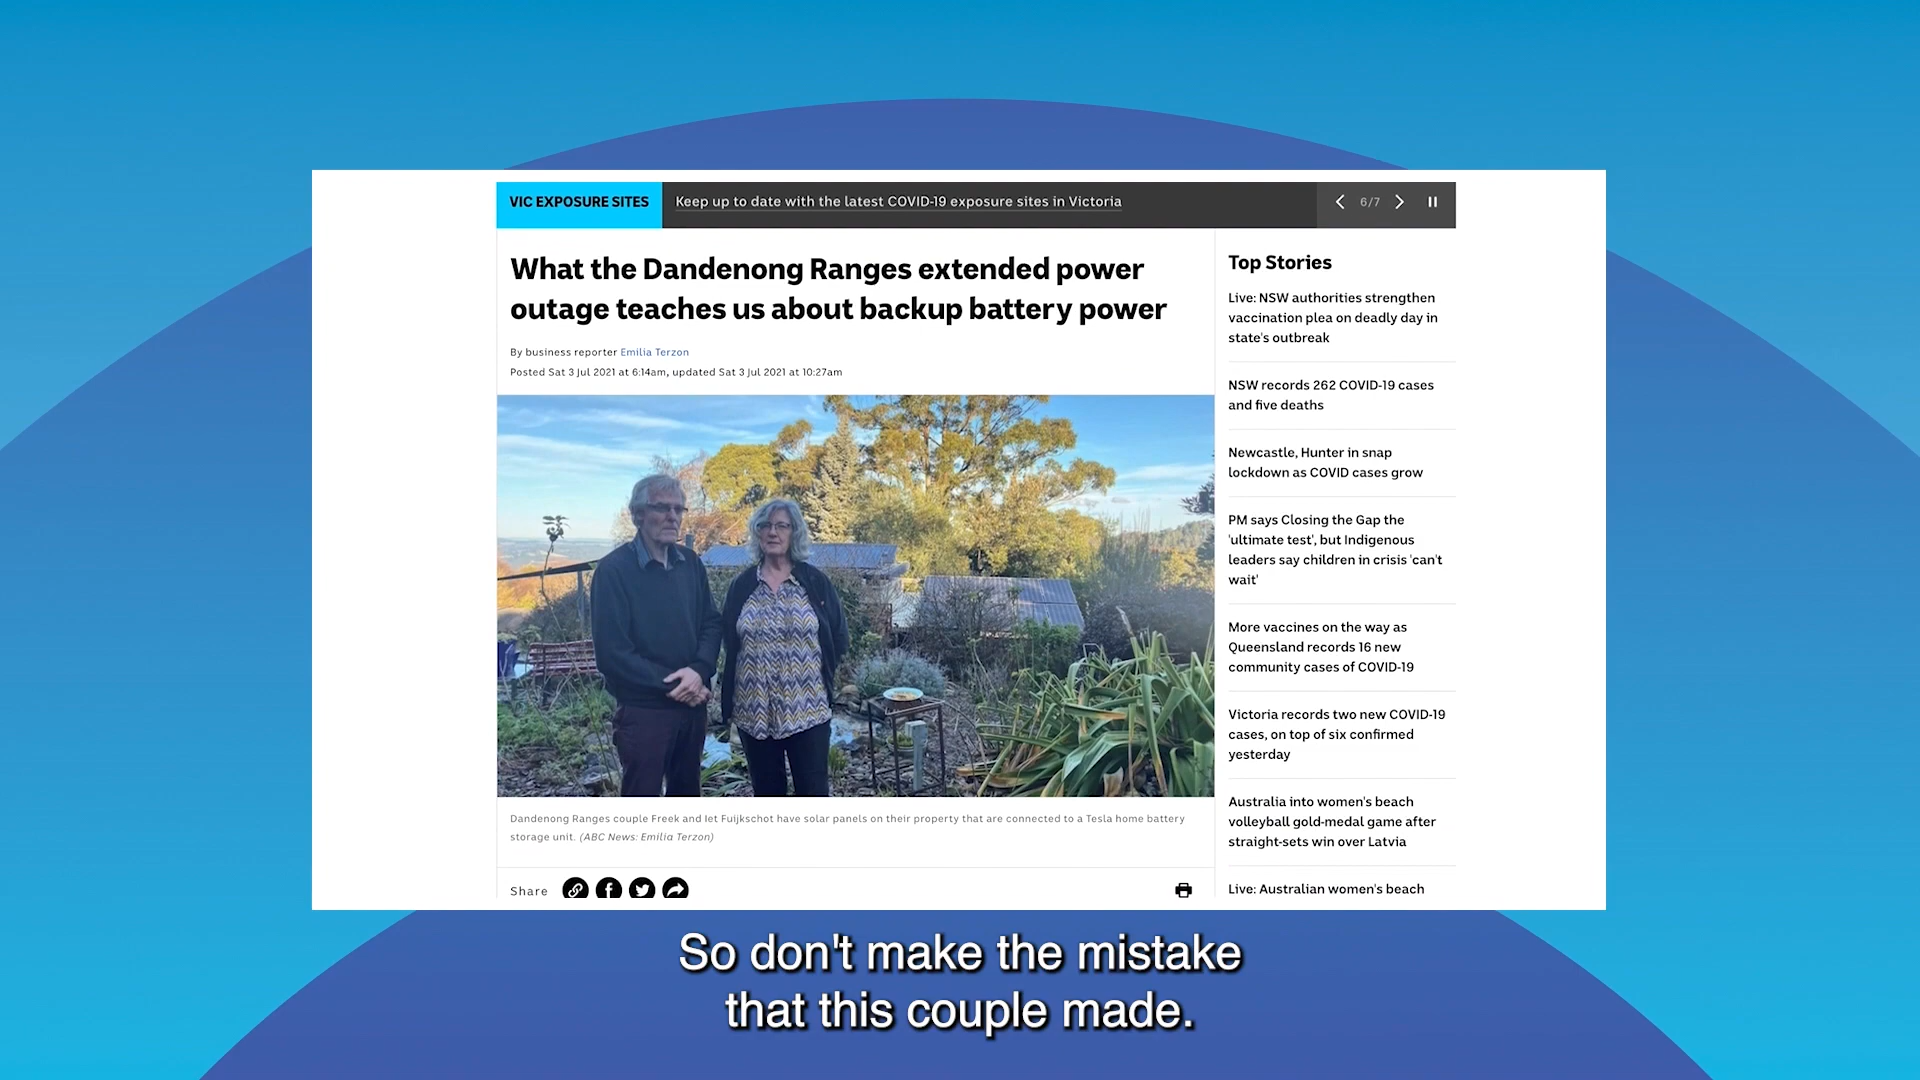 VIC EXPOSURE SITES
Keep up to date with the latest COVID-19 exposure sites in Victoria
6/7
What the Dandenong Ranges extended power
outage teaches us about backup battery power
By business reporter Emilia Terzon
Posted Sat 3 Jul 2021 at 6:14am, updated Sat 3 Jul 2021 at 10:27am
Dandenong Ranges couple Freek and Iet Fuijkschot have solar panels on their property that are connected to a Tesla home battery
storage unit. (ABC News: Emilia Terzon)
Share
Top Stories
Live: NSW authorities strengthen
vaccination plea on deadly day in
state's outbreak
NSW records 262 COVID-19 cases
and five deaths
Newcastle, Hunter in snap
lockdown as COVID cases grow
PM says Closing the Gap the
'ultimate test', but Indigenous
leaders say children in crisis 'can't
wait'
More vaccines on the way as
Queensland records 16 new
community cases of COVID-19
Victoria records two new COVID-19
cases, on top of six confirmed
yesterday
Australia into women's beach
volleyball gold-medal game after
straight-sets win over Latvia
Live: Australian women's beach
So don't make the mistake
that this couple made.